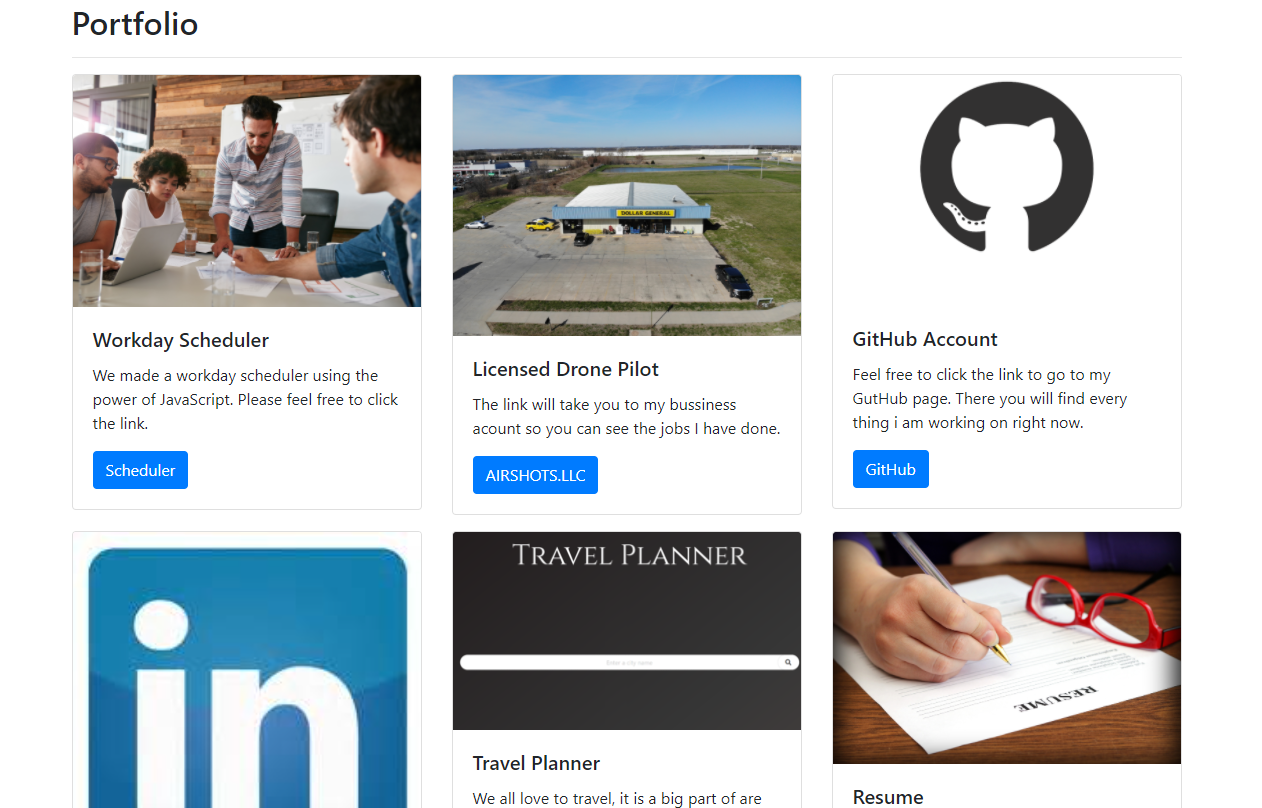 Portfolio
Workday Scheduler
We made a workday scheduler using the
power of JavaScript. Please feel free to click
the link.
Scheduler
DOLLAR GENERAL
Licensed Drone Pilot
The link will take you to my bussiness
acount so you can see the jobs I have done.
AIRSHOTS.LLC
GitHub Account
Feel free to click the link to go to my
GutHub page. There you will find every
thing i am working on right now.
GitHub
in
TRAVEL PLANNER
Enter a city name
Travel Planner
We all love to travel, it is a big part of are
RESUME
Resume